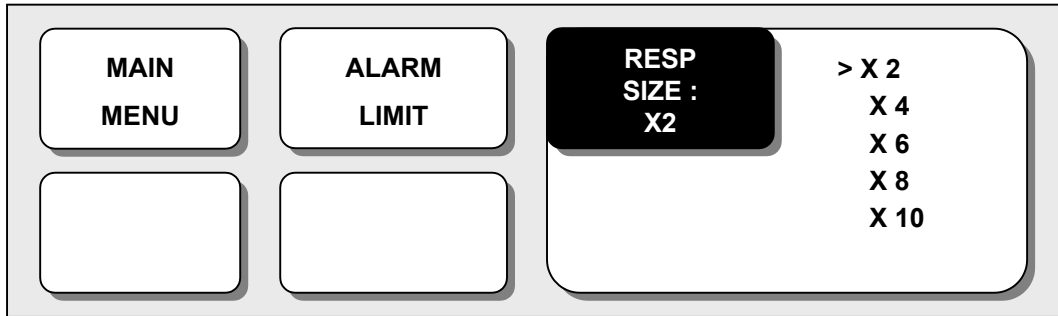 MAIN
MENU
ALARM
LIMIT
RESP
SIZE :
X2
> X 2
X 4
X 6
X 8
X 10